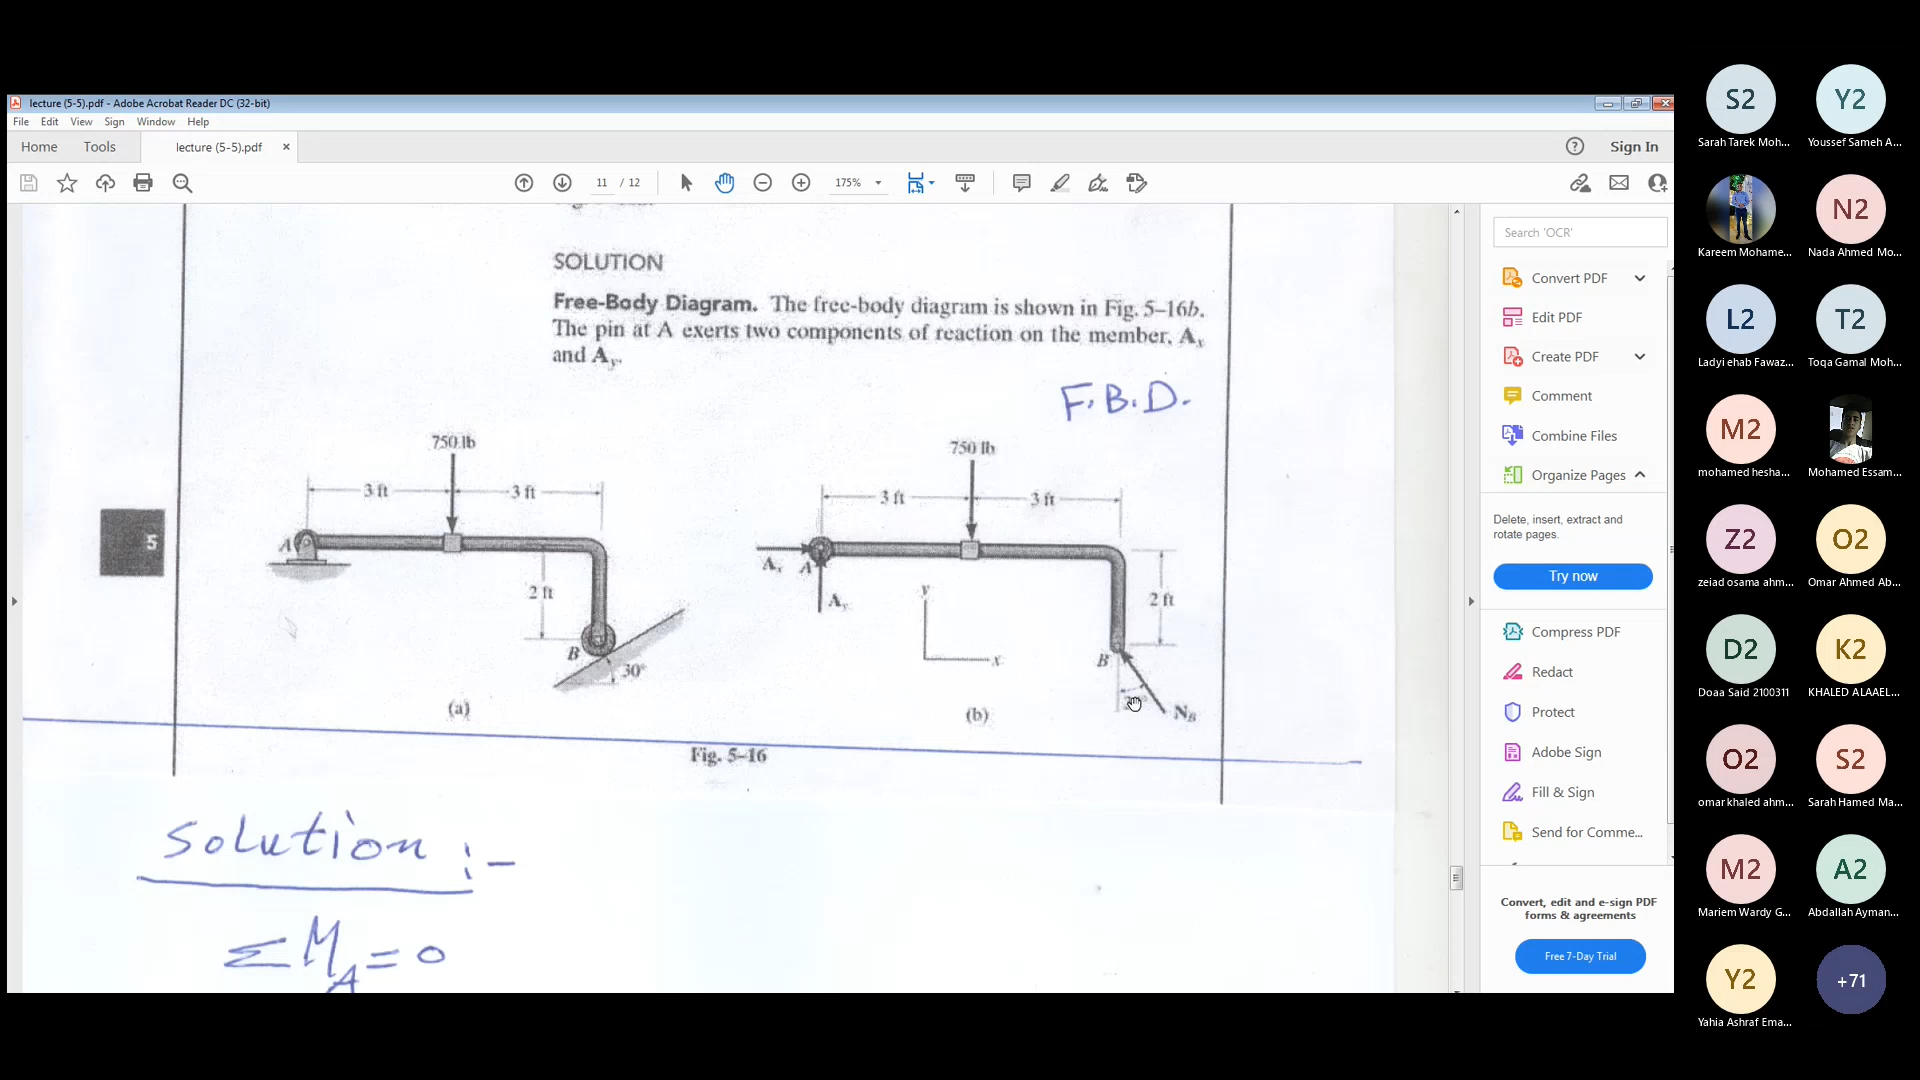 lecture (5-5).pdf - Adobe Acrobat Reader DC (32-bit)
File Edit View Sign Window Help
Home Tools lecture (5-5).pdf × Sign In
11 / 12 175%
SOLUTION
Free-Body Diagram. The free-body diagram is shown in Fig. 5–16b.
The pin at A exerts two components of reaction on the member, Ax
and Ay.
F.B.D.
750 lb
3 ft 3 ft
A
2 ft
B
30°
(a)
750 lb
3 ft 3 ft
Ax A
Ay
y
x
2 ft
B
NB
(b)
5
Fig. 5–16
Solution :-
ΣMA = 0
Search 'OCR'
Convert PDF
Edit PDF
Create PDF
Comment
Combine Files
Organize Pages
Delete, insert, extract and
rotate pages.
Try now
Compress PDF
Redact
Protect
Adobe Sign
Fill & Sign
Send for Comme...
Convert, edit and e-sign PDF
forms & agreements
Free 7-Day Trial
S2 Y2
Sarah Tarek Moh... Youssef Sameh A...
N2
Kareem Mohame... Nada Ahmed Mo...
L2 T2
Ladyi ehab Fawaz... Toqa Gamal Moh...
M2
mohamed hesha... Mohamed Essam...
Z2 O2
zeiad osama ahm... Omar Ahmed Ab...
D2 K2
Doaa Said 2100311 KHALED ALAAEL...
O2 S2
omar khaled ahm... Sarah Hamed Ma...
M2 A2
Mariem Wardy G... Abdallah Ayman...
Y2 +71
Yahia Ashraf Ema...